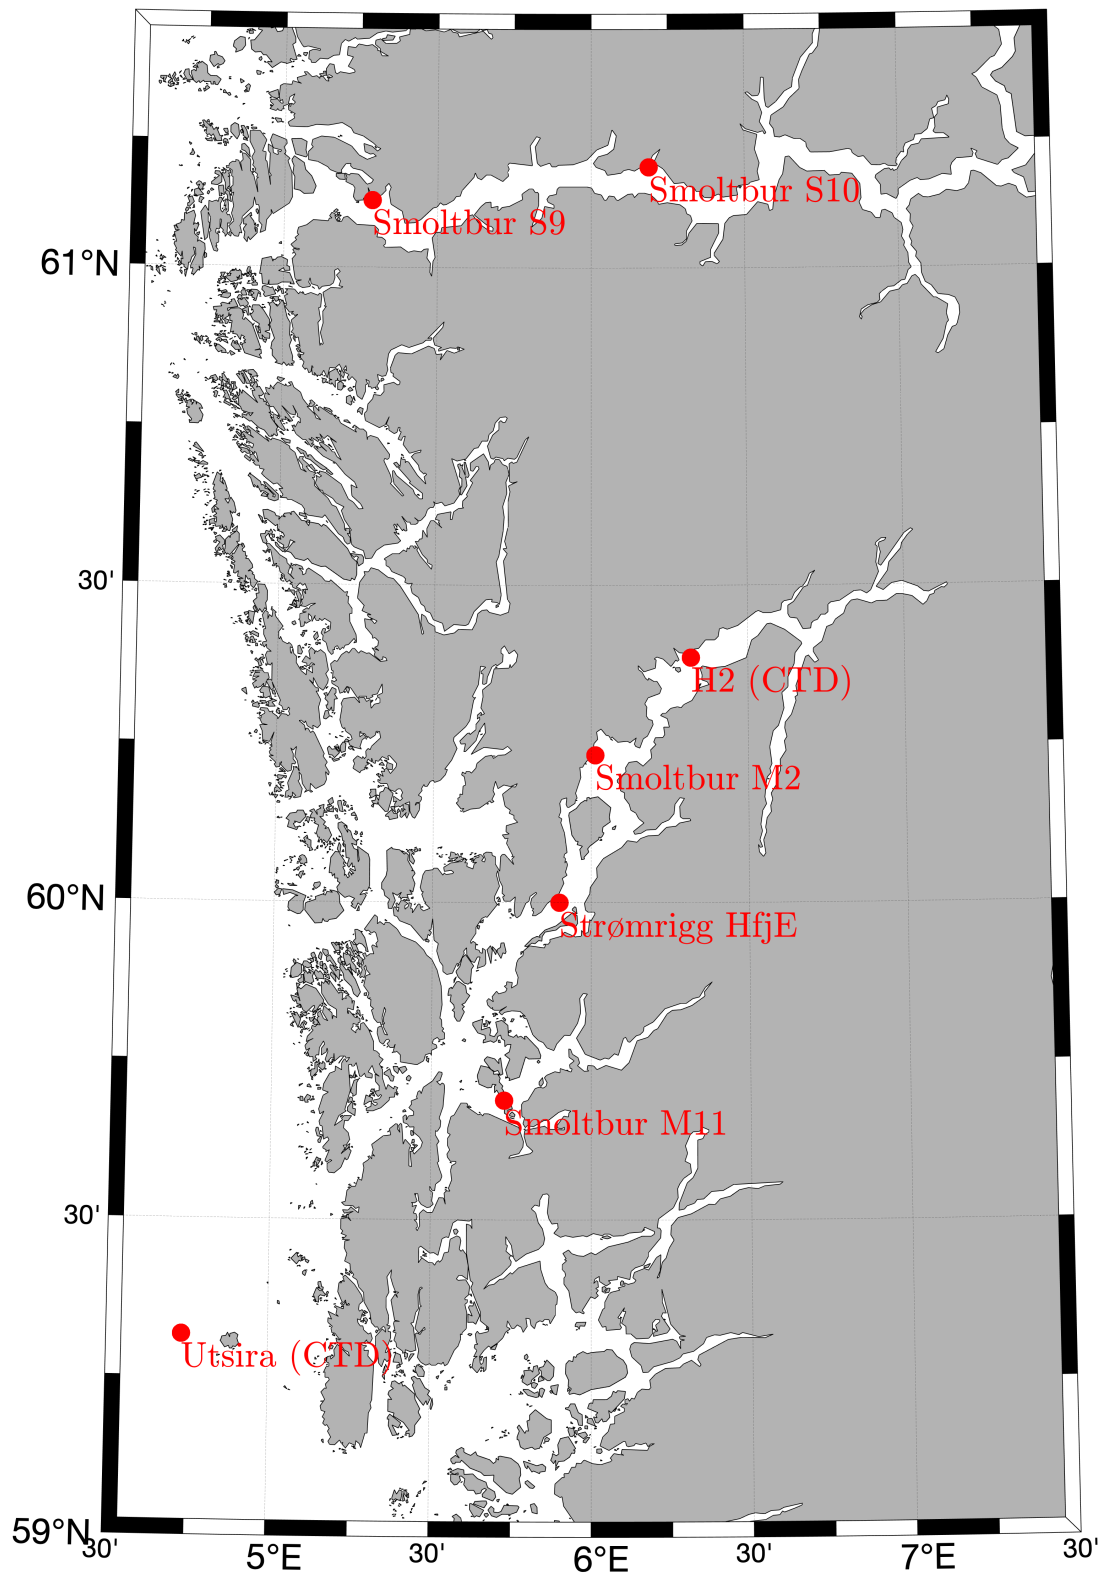 Smoltbur S10
Smoltbur S9
61°N
30'
H2 (CTD)
Smoltbur M2
60°N
Strømrigg HfjE
Smoltbur M11
30'
Utsira (CTD)
59°N
30' 5°E 30' 6°E 30' 7°E 30'